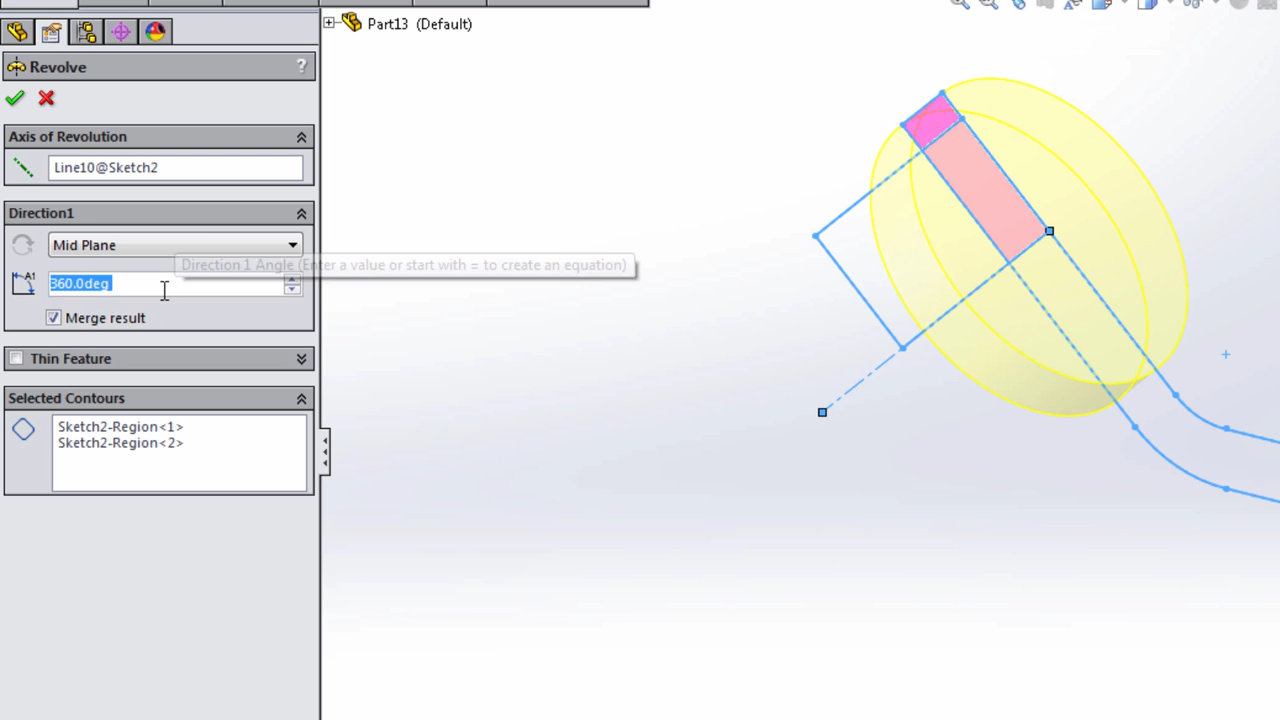 Part13 (Default)
Revolve
?
Axis of Revolution
Line10@Sketch2
Direction1
Mid Plane
Direction 1 Angle (Enter a value or start with = to create an equation)
A1
360.0deg
Merge result
Thin Feature
Selected Contours
Sketch2-Region<1>
Sketch2-Region<2>